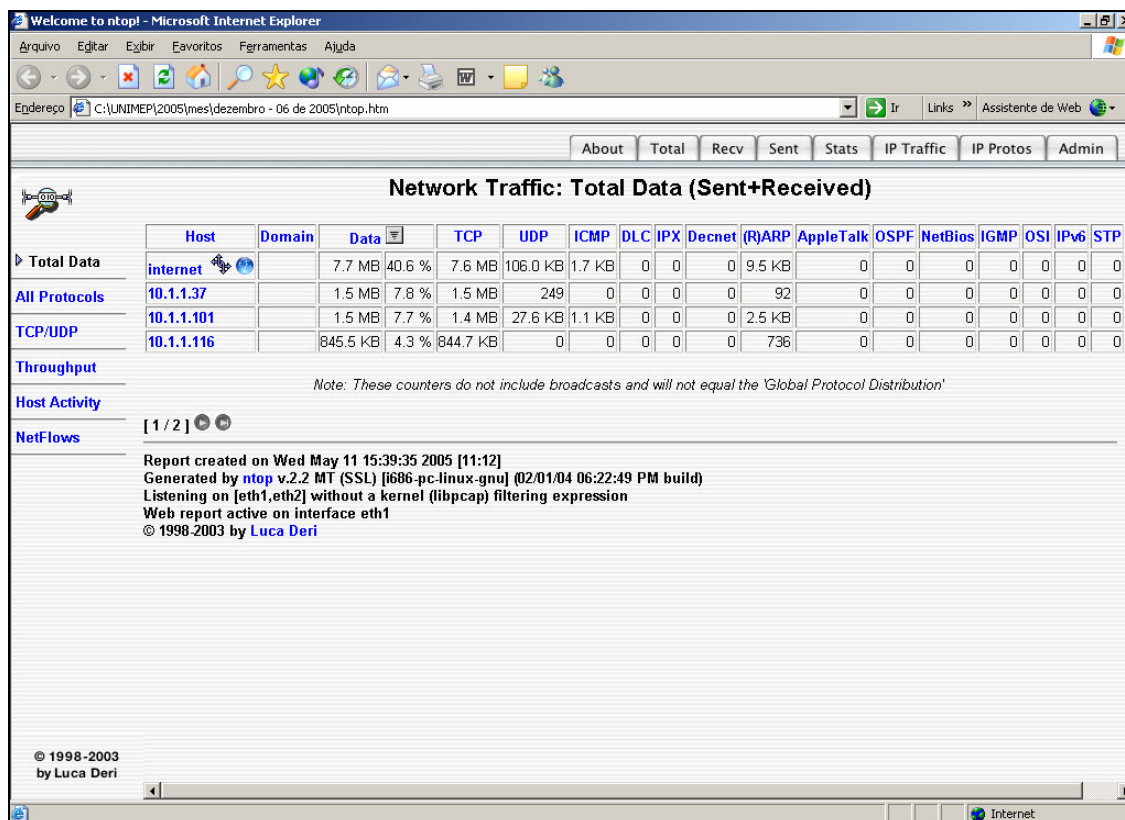 Welcome to ntop! - Microsoft Internet Explorer
Arquivo Editar Exibir Favoritos Ferramentas Ajuda
Endereço C:\UNIMEP\2005\mes\dezembro - 06 de 2005\ntop.htm Ir Links » Assistente de Web
About Total Recv Sent Stats IP Traffic IP Protos Admin
Network Traffic: Total Data (Sent+Received)
Host Domain Data TCP UDP ICMP DLC IPX Decnet (R)ARP AppleTalk OSPF NetBios IGMP OSI IPv6 STP
internet 7.7 MB 40.6 % 7.6 MB 106.0 KB 1.7 KB 0 0 0 9.5 KB 0 0 0 0 0 0 0
10.1.1.37 1.5 MB 7.8 % 1.5 MB 249 0 0 0 0 92 0 0 0 0 0 0 0
10.1.1.101 1.5 MB 7.7 % 1.4 MB 27.6 KB 1.1 KB 0 0 0 2.5 KB 0 0 0 0 0 0 0
10.1.1.116 845.5 KB 4.3 % 844.7 KB 0 0 0 0 0 736 0 0 0 0 0 0 0
Total Data
All Protocols
TCP/UDP
Throughput
Host Activity
NetFlows
Note: These counters do not include broadcasts and will not equal the 'Global Protocol Distribution'
[ 1 / 2 ]
Report created on Wed May 11 15:39:35 2005 [11:12]
Generated by ntop v.2.2 MT (SSL) [i686-pc-linux-gnu] (02/01/04 06:22:49 PM build)
Listening on [eth1,eth2] without a kernel (libpcap) filtering expression
Web report active on interface eth1
© 1998-2003 by Luca Deri
© 1998-2003
by Luca Deri
Internet